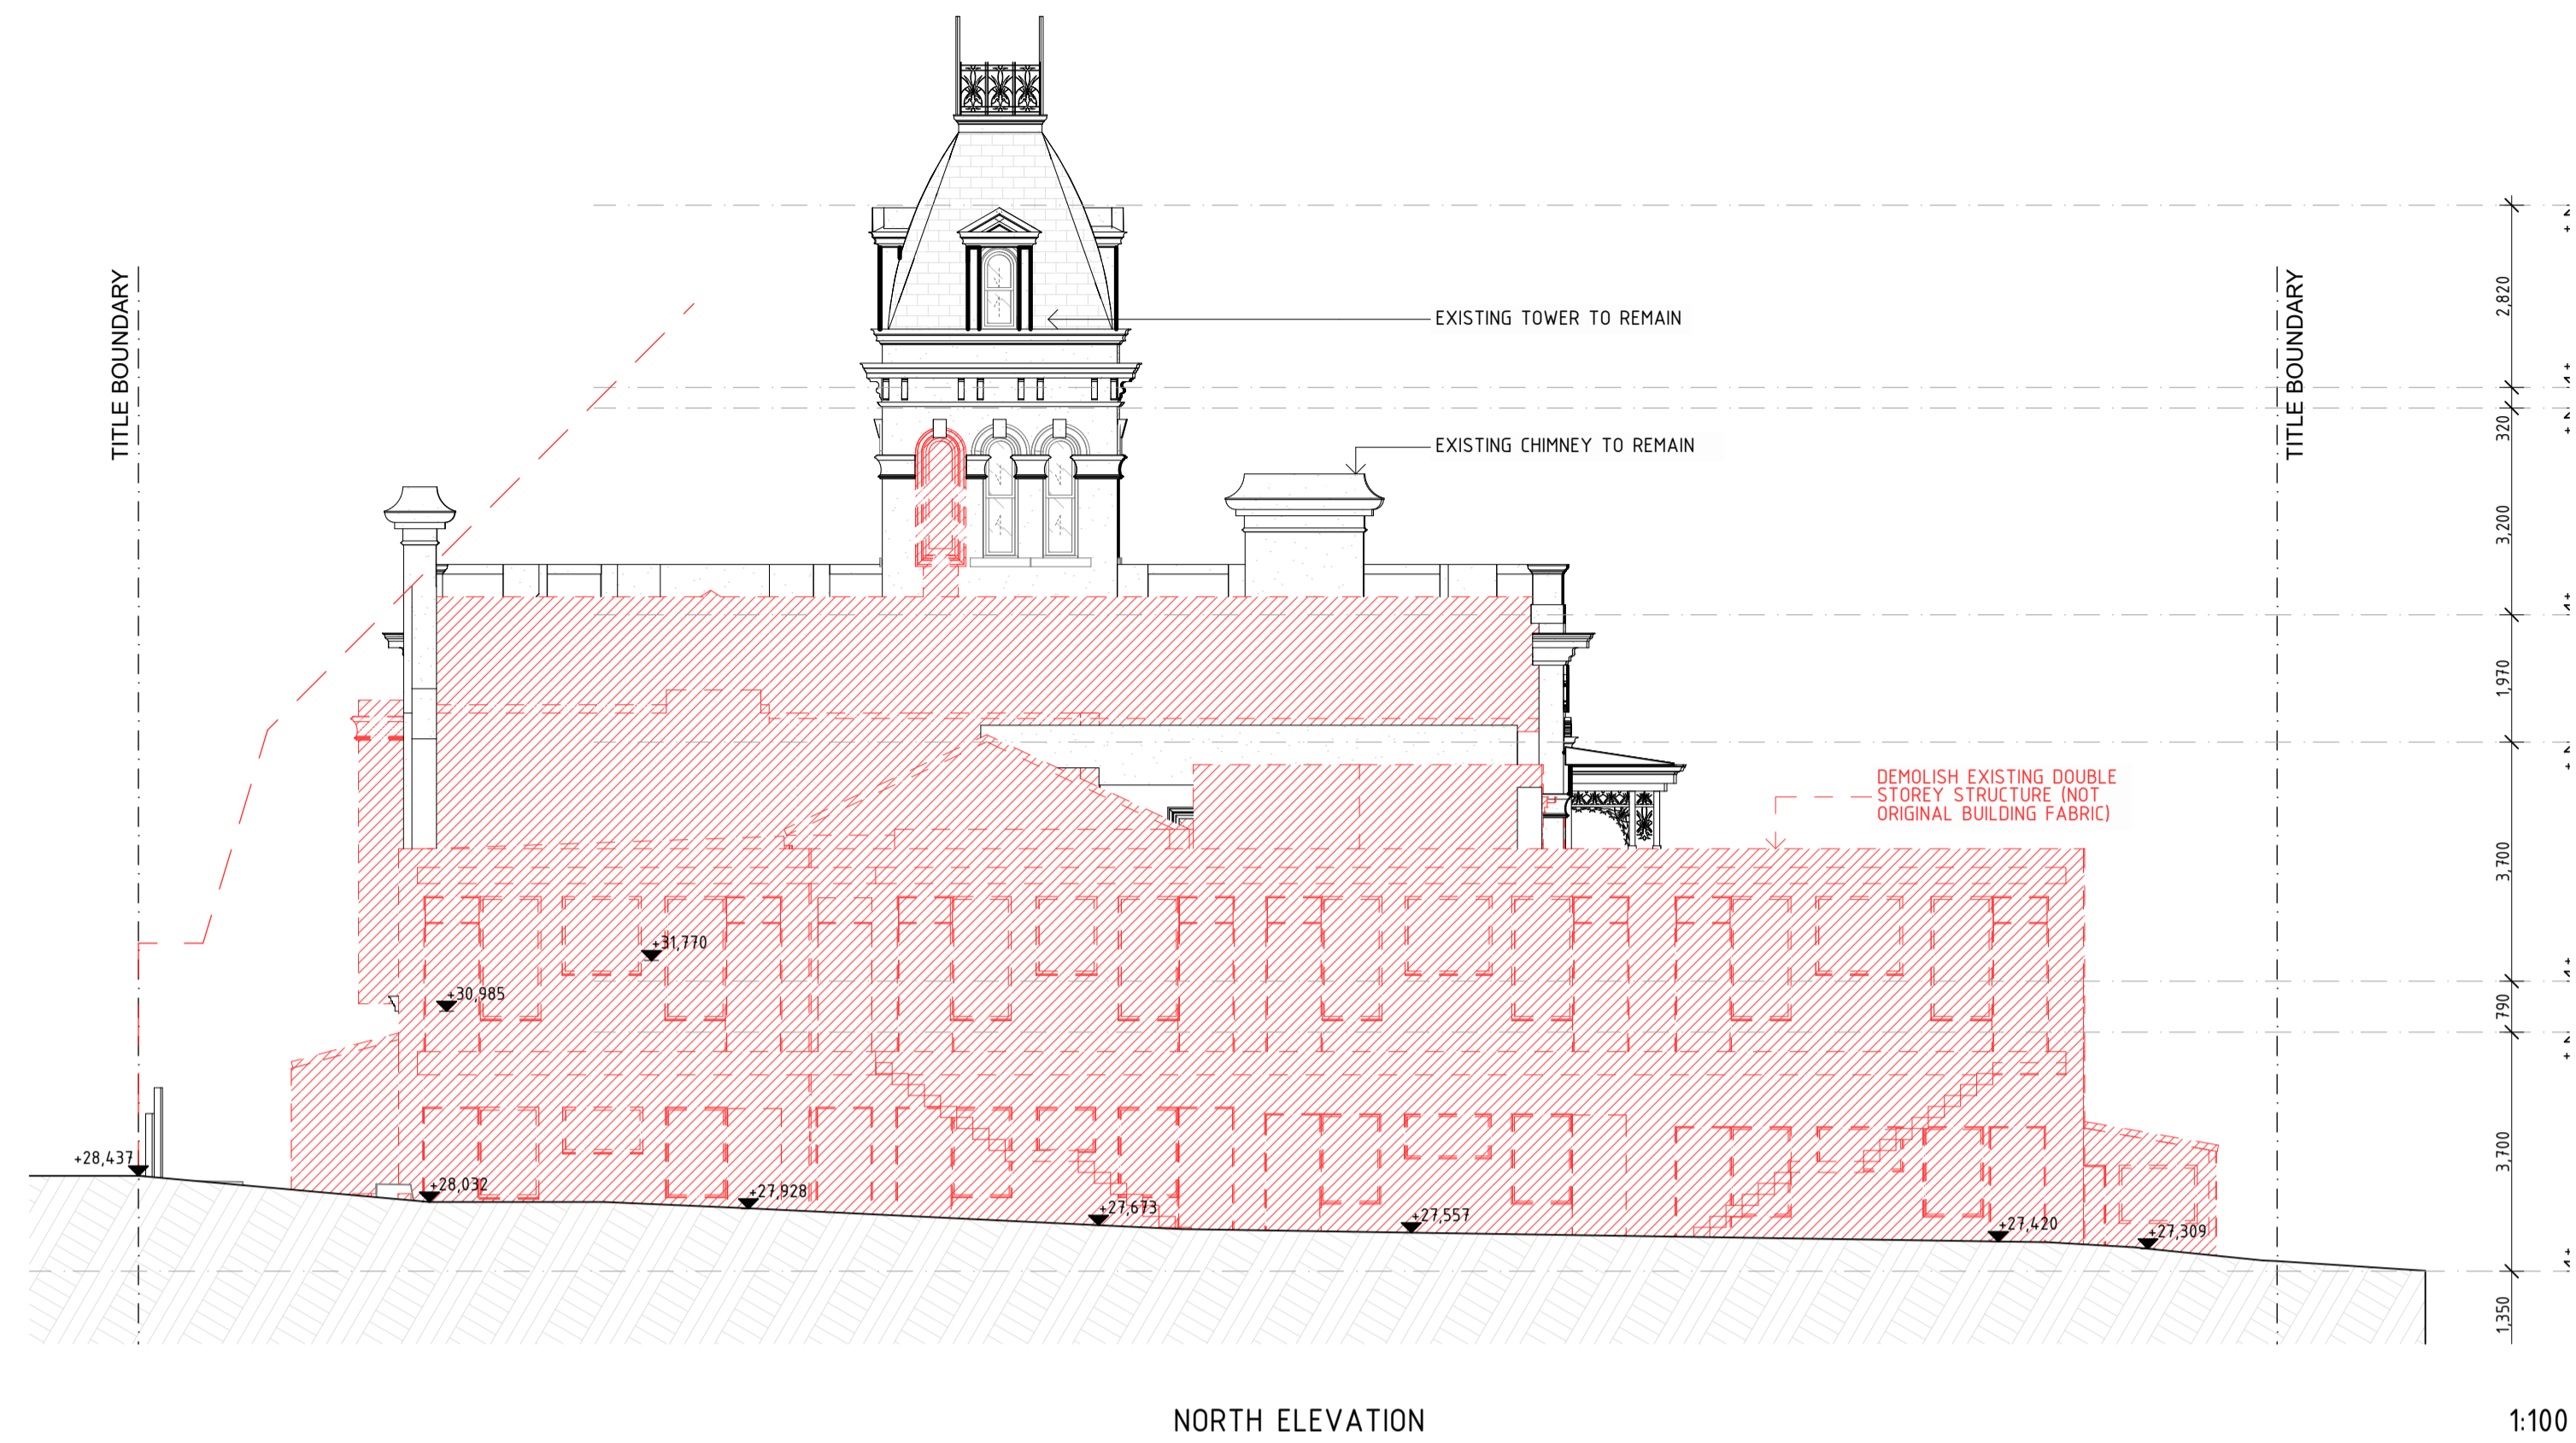 TITLE BOUNDARY
TITLE BOUNDARY
2,820
EXISTING TOWER TO REMAIN
320
EXISTING CHIMNEY TO REMAIN
3,200
1,970
DEMOLISH EXISTING DOUBLE
STOREY STRUCTURE (NOT
ORIGINAL BUILDING FABRIC)
3,700
+31,770
+30,985
790
+28,437
3,700
+28,032
+27,928
+27,673
+27,557
+27,420
+27,309
1,350
NORTH ELEVATION
1:100